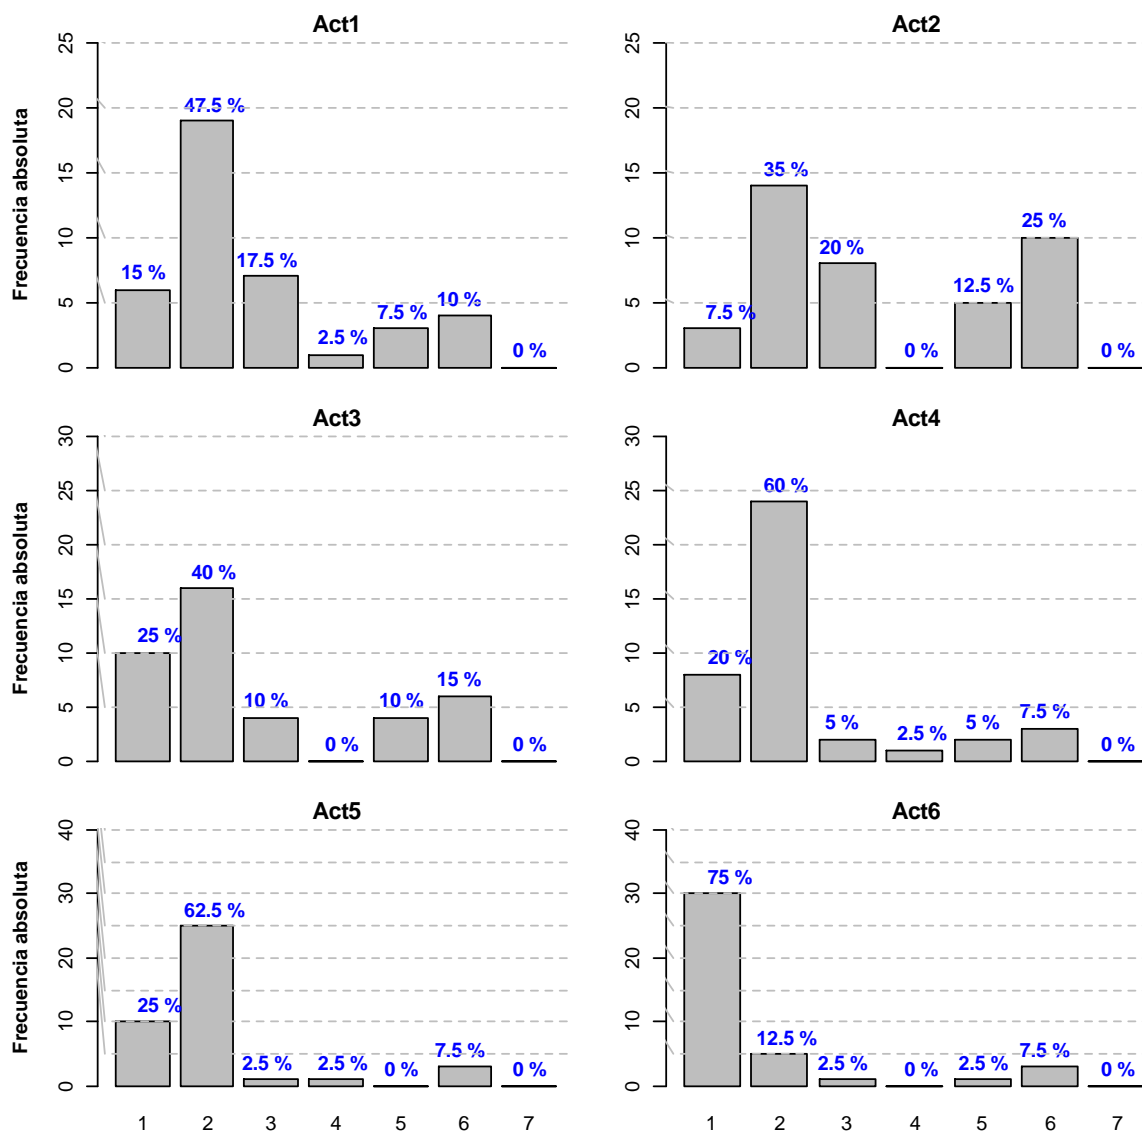 Act1
Frecuencia absoluta
0 5 10 15 20 25
15 % 47.5 % 17.5 % 2.5 % 7.5 % 10 % 0 %
Act2
0 5 10 15 20 25
7.5 % 35 % 20 % 0 % 12.5 % 25 % 0 %
Act3
Frecuencia absoluta
0 5 10 15 20 25 30
25 % 40 % 10 % 0 % 10 % 15 % 0 %
Act4
0 5 10 15 20 25 30
20 % 60 % 5 % 2.5 % 5 % 7.5 % 0 %
Act5
Frecuencia absoluta
0 10 20 30 40
25 % 62.5 % 2.5 % 2.5 % 0 % 7.5 % 0 %
1 2 3 4 5 6 7
Act6
0 10 20 30 40
75 % 12.5 % 2.5 % 0 % 2.5 % 7.5 % 0 %
1 2 3 4 5 6 7